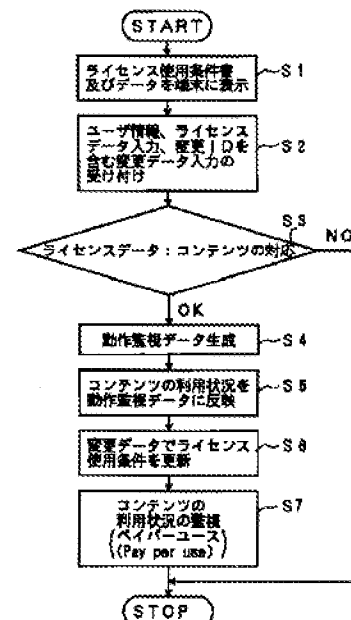 START
ライセンス使用条件書
及びデータを端末に表示
S1
ユーザ情報、ライセンス
データ入力、変更IDを
含む変更データ入力の
受け付け
S2
S3
ライセンスデータ:コンテンツの対応
NO
OK
動作監視データ生成
S4
コンテンツの利用状況を
動作監視データに反映
S5
変更データでライセンス
使用条件を更新
S6
コンテンツの
利用状況の監視
(ペイパーユース)
(Pay per use)
S7
STOP